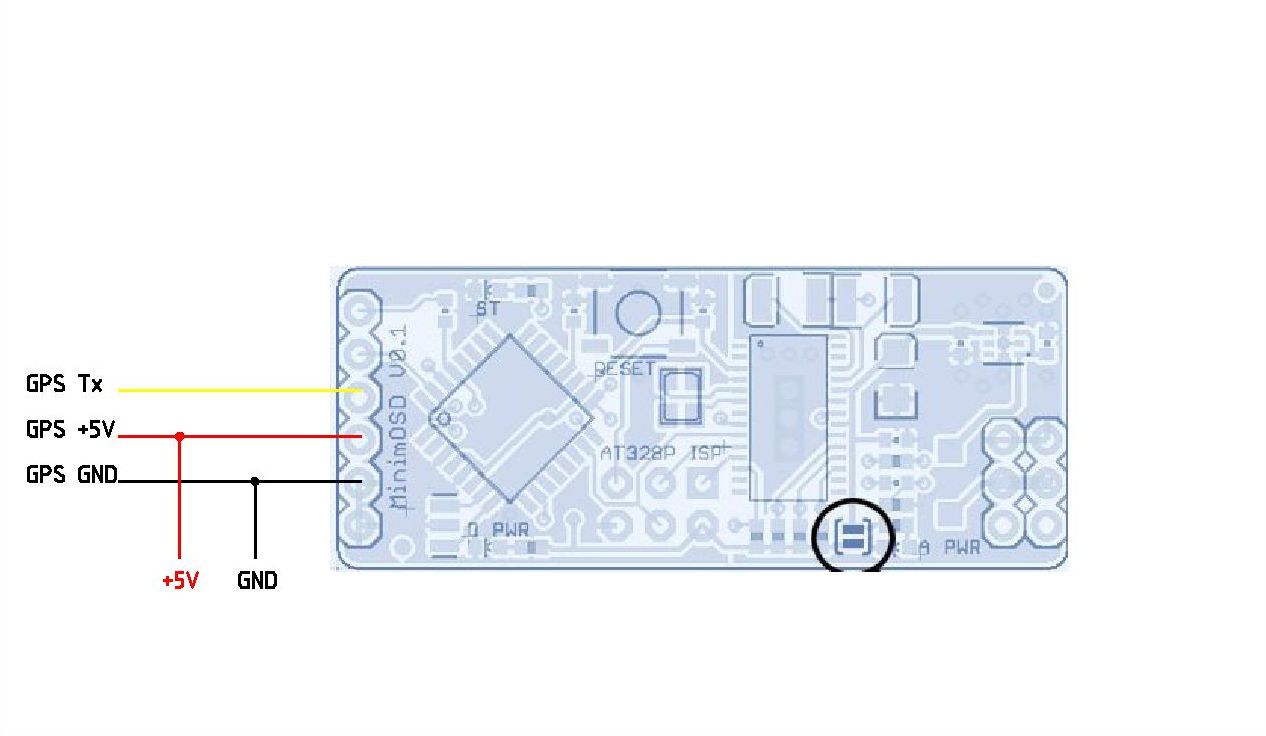 ST
MinimOSD V0.1
RESET
GPS Tx
GPS +5V
GPS GND
AT328P ISP
D PWR
A PWR
+5V
GND